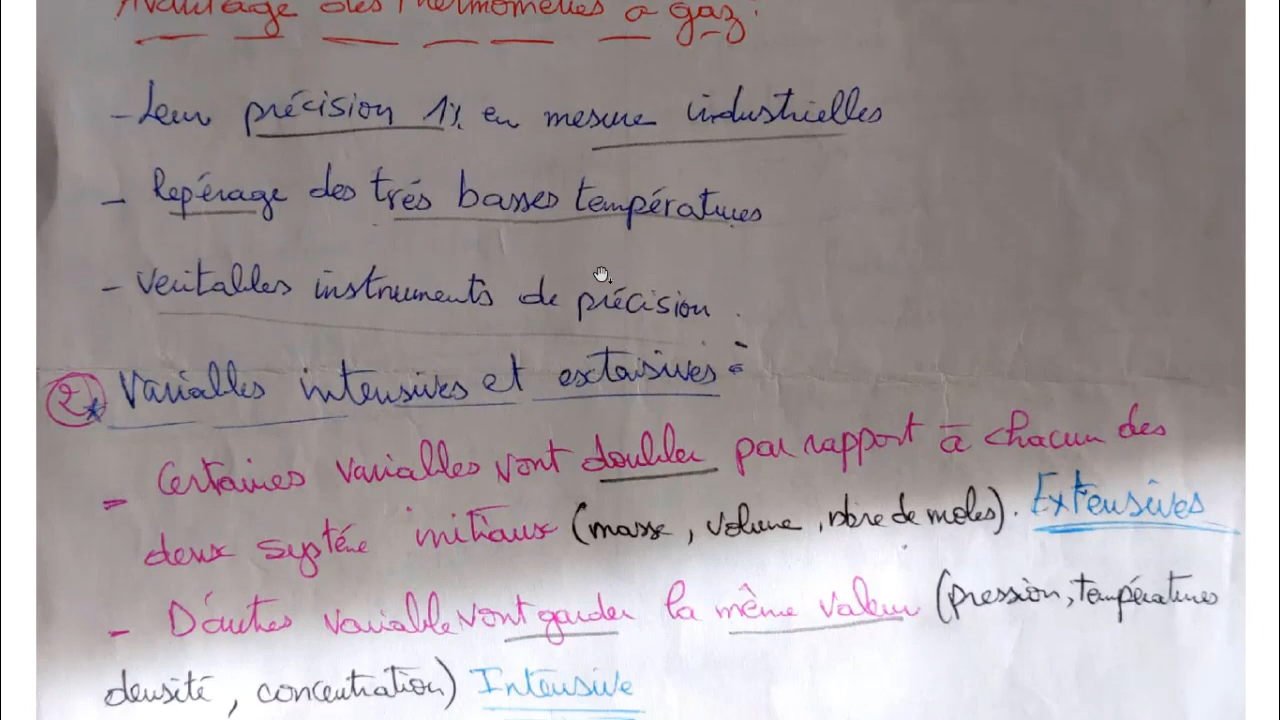 Avantage des Thermomètres à gaz :
- Leur précision 1% en mesure industrielles
- Repérage des trés basses températures
- veritables instruments de précision.
2 * Variables intensives et extensives :
- Certaines variables vont doubler par rapport à chacun des
deux systéme initiaux (masse, volume, nbre de moles). Extensives
- D'autres variable vont garder la même valeur (pression, températures
densité, concentration) Intensive